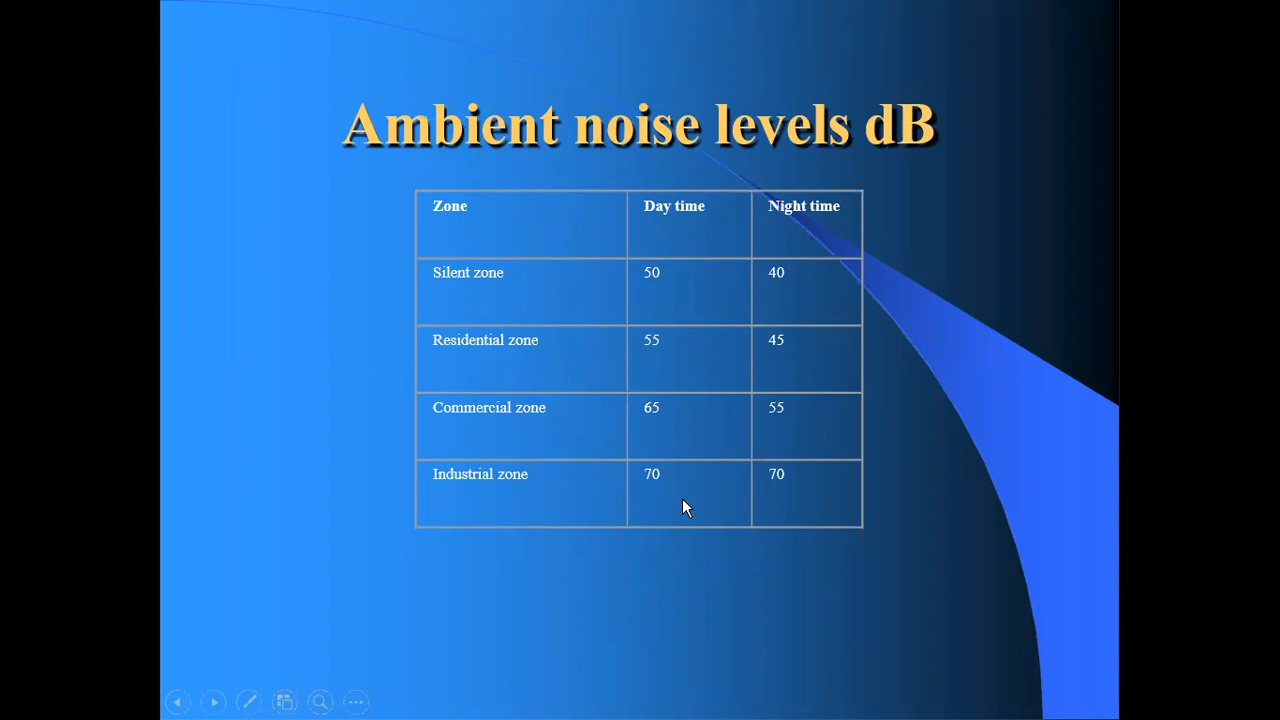 Ambient noise levels dB
Zone Day time Night time
Silent zone 50 40
Residential zone 55 45
Commercial zone 65 55
Industrial zone 70 70